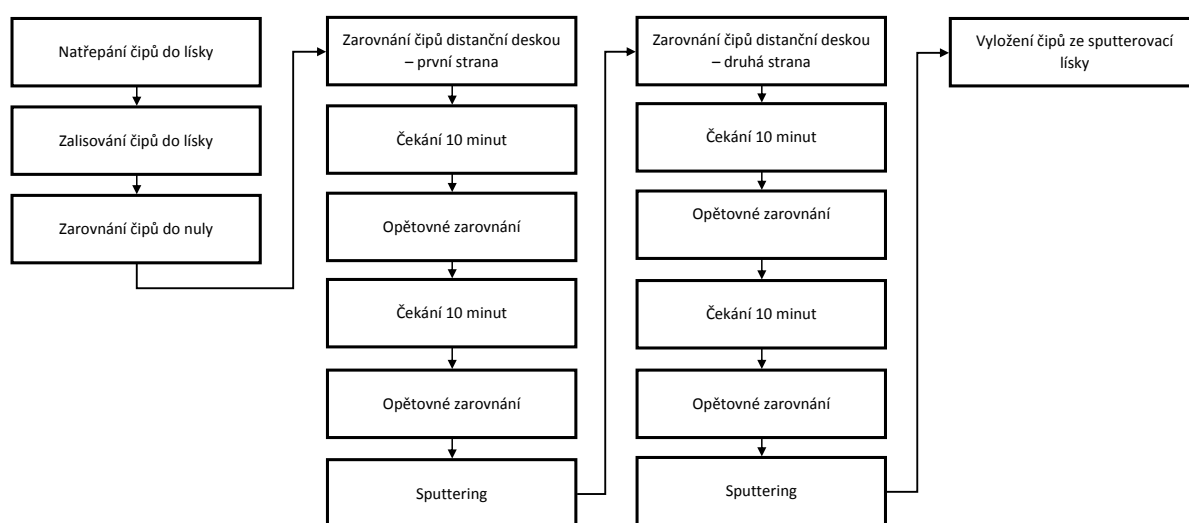 Natřepání čipů do lísky
Zalisování čipů do lísky
Zarovnání čipů do nuly
Zarovnání čipů distanční deskou
– první strana
Čekání 10 minut
Opětovné zarovnání
Čekání 10 minut
Opětovné zarovnání
Sputtering
Zarovnání čipů distanční deskou
– druhá strana
Čekání 10 minut
Opětovné zarovnání
Čekání 10 minut
Opětovné zarovnání
Sputtering
Vyložení čipů ze sputterovací
lísky